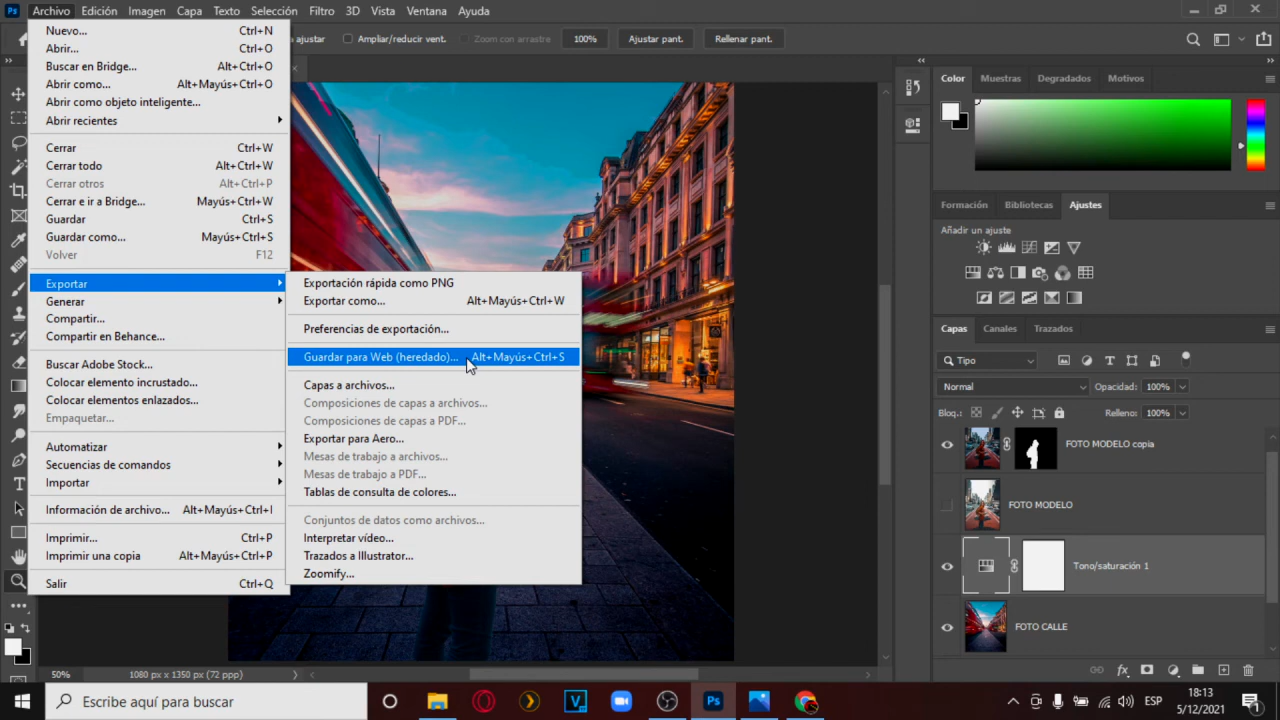 Ps Archivo Edición Imagen Capa Texto Selección Filtro 3D Vista Ventana Ayuda
ajustar Ampliar/reducir vent. Zoom con arrastre 100% Ajustar pant. Rellenar pant.
Nuevo... Ctrl+N
Abrir... Ctrl+O
Buscar en Bridge... Alt+Ctrl+O
Abrir como... Alt+Mayús+Ctrl+O
Abrir como objeto inteligente...
Abrir recientes
Cerrar Ctrl+W
Cerrar todo Alt+Ctrl+W
Cerrar otros Alt+Ctrl+P
Cerrar e ir a Bridge... Mayús+Ctrl+W
Guardar Ctrl+S
Guardar como... Mayús+Ctrl+S
Volver F12
Exportar
Generar
Compartir...
Compartir en Behance...
Buscar Adobe Stock...
Colocar elemento incrustado...
Colocar elementos enlazados...
Empaquetar...
Automatizar
Secuencias de comandos
Importar
Información de archivo... Alt+Mayús+Ctrl+I
Imprimir... Ctrl+P
Imprimir una copia Alt+Mayús+Ctrl+P
Salir Ctrl+Q
Exportación rápida como PNG
Exportar como... Alt+Mayús+Ctrl+W
Preferencias de exportación...
Guardar para Web (heredado)... Alt+Mayús+Ctrl+S
Capas a archivos...
Composiciones de capas a archivos...
Composiciones de capas a PDF...
Exportar para Aero...
Mesas de trabajo a archivos...
Mesas de trabajo a PDF...
Tablas de consulta de colores...
Conjuntos de datos como archivos...
Interpretar vídeo...
Trazados a Illustrator...
Zoomify...
Color Muestras Degradados Motivos
Formación Bibliotecas Ajustes
Añadir un ajuste
Capas Canales Trazados
Tipo
Normal Opacidad: 100%
Bloq.: Relleno: 100%
FOTO MODELO copia
FOTO MODELO
Tono/saturación 1
FOTO CALLE
50% 1080 px x 1350 px (72 ppp)
Escribe aquí para buscar
Ps
ESP
18:13
5/12/2021
1